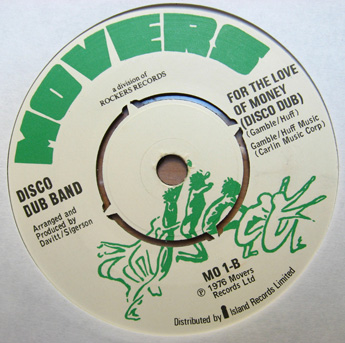 MOVERS
a division of
ROCKERS RECORDS
FOR THE LOVE
OF MONEY
(DISCO DUB)
(Gamble/Huff)
Gamble/Huff Music
(Carlin Music Corp)
DISCO
DUB BAND
Arranged and
Produced by
Davitt/Sigerson
MO 1-B
℗ 1976 Movers
Records Ltd
Distributed by Island Records Limited